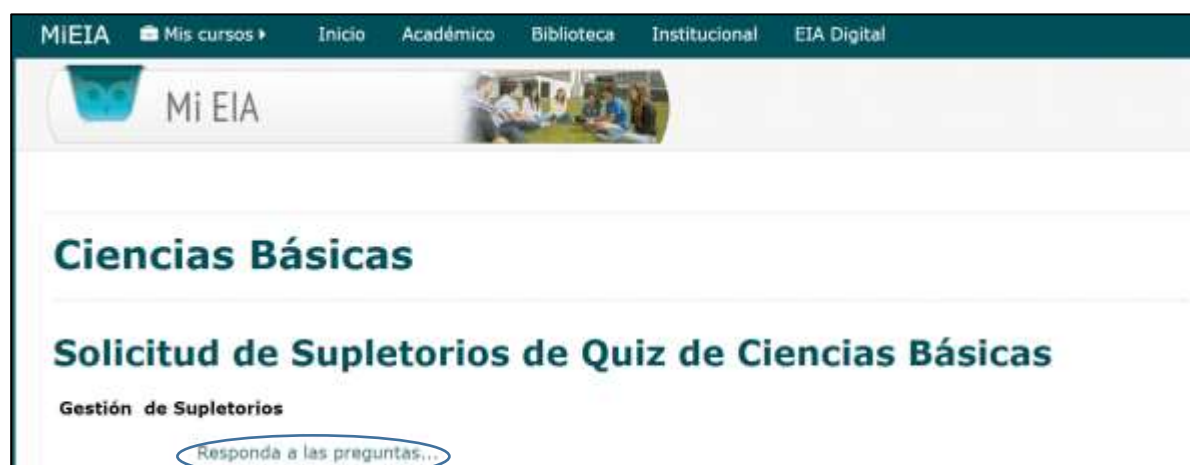 MiEIA Mis cursos Inicio Académico Biblioteca Institucional EIA Digital
Mi EIA
Ciencias Básicas
Solicitud de Supletorios de Quiz de Ciencias Básicas
Gestión de Supletorios
Responda a las preguntas...